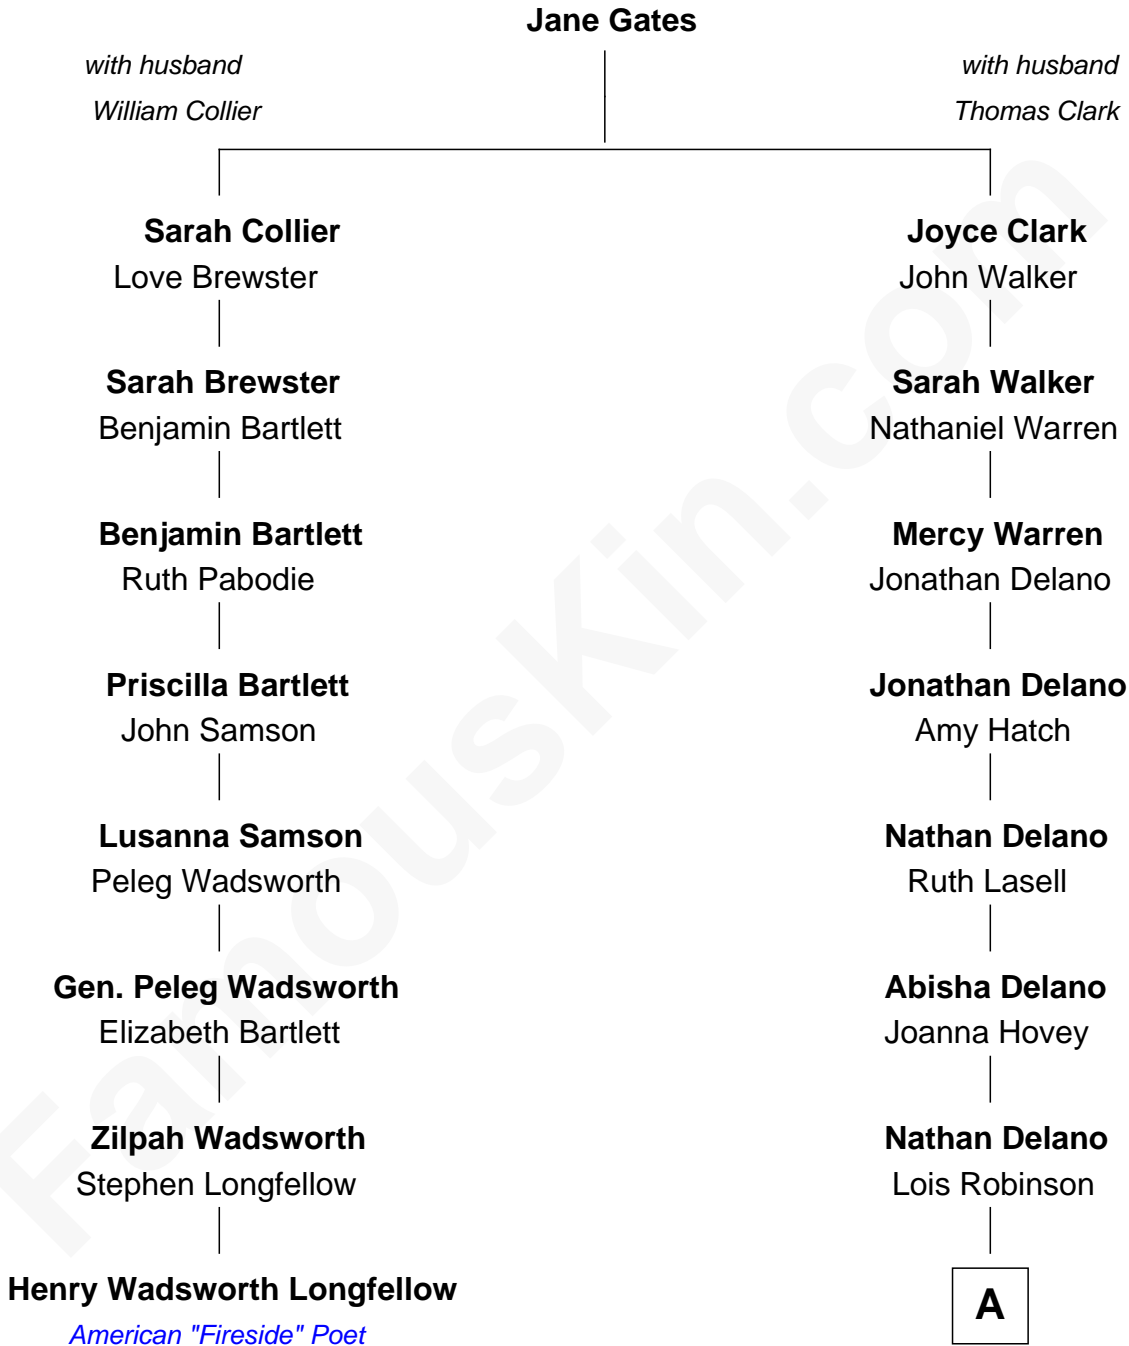 Jane Gates
with husband
William Collier
with husband
Thomas Clark
Sarah Collier
Love Brewster
Joyce Clark
John Walker
Sarah Brewster
Benjamin Bartlett
Sarah Walker
Nathaniel Warren
Benjamin Bartlett
Ruth Pabodie
Mercy Warren
Jonathan Delano
Priscilla Bartlett
John Samson
Jonathan Delano
Amy Hatch
Lusanna Samson
Peleg Wadsworth
Nathan Delano
Ruth Lasell
Gen. Peleg Wadsworth
Elizabeth Bartlett
Abisha Delano
Joanna Hovey
Zilpah Wadsworth
Stephen Longfellow
Nathan Delano
Lois Robinson
Henry Wadsworth Longfellow
American "Fireside" Poet
A
FamousKin.com